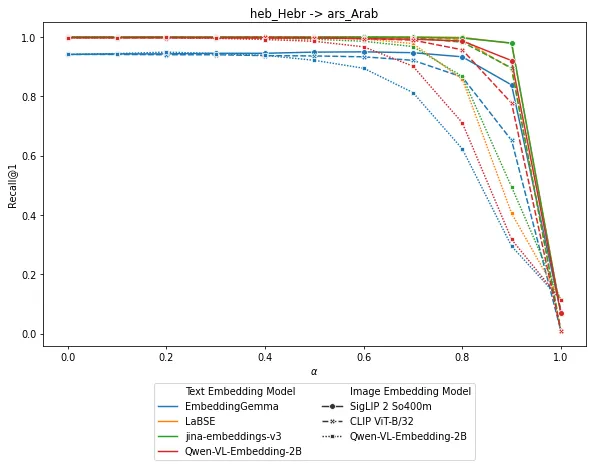 heb_Hebr -> ars_Arab
1.0
0.8
0.6
0.4
0.2
0.0
Recall@1
0.0 0.2 0.4 0.6 0.8 1.0
α
Text Embedding Model Image Embedding Model
EmbeddingGemma SigLIP 2 So400m
LaBSE CLIP ViT-B/32
jina-embeddings-v3 Qwen-VL-Embedding-2B
Qwen-VL-Embedding-2B